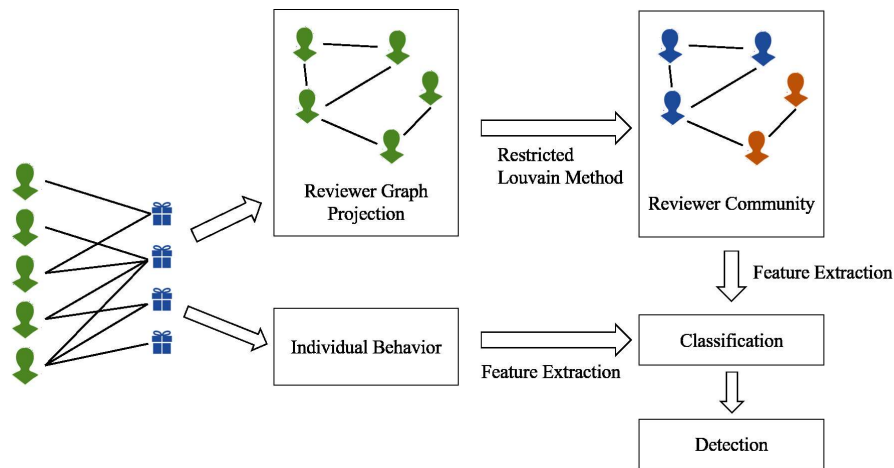 Reviewer Graph
Projection
Restricted
Louvain Method
Reviewer Community
Feature Extraction
Individual Behavior
Feature Extraction
Classification
Detection